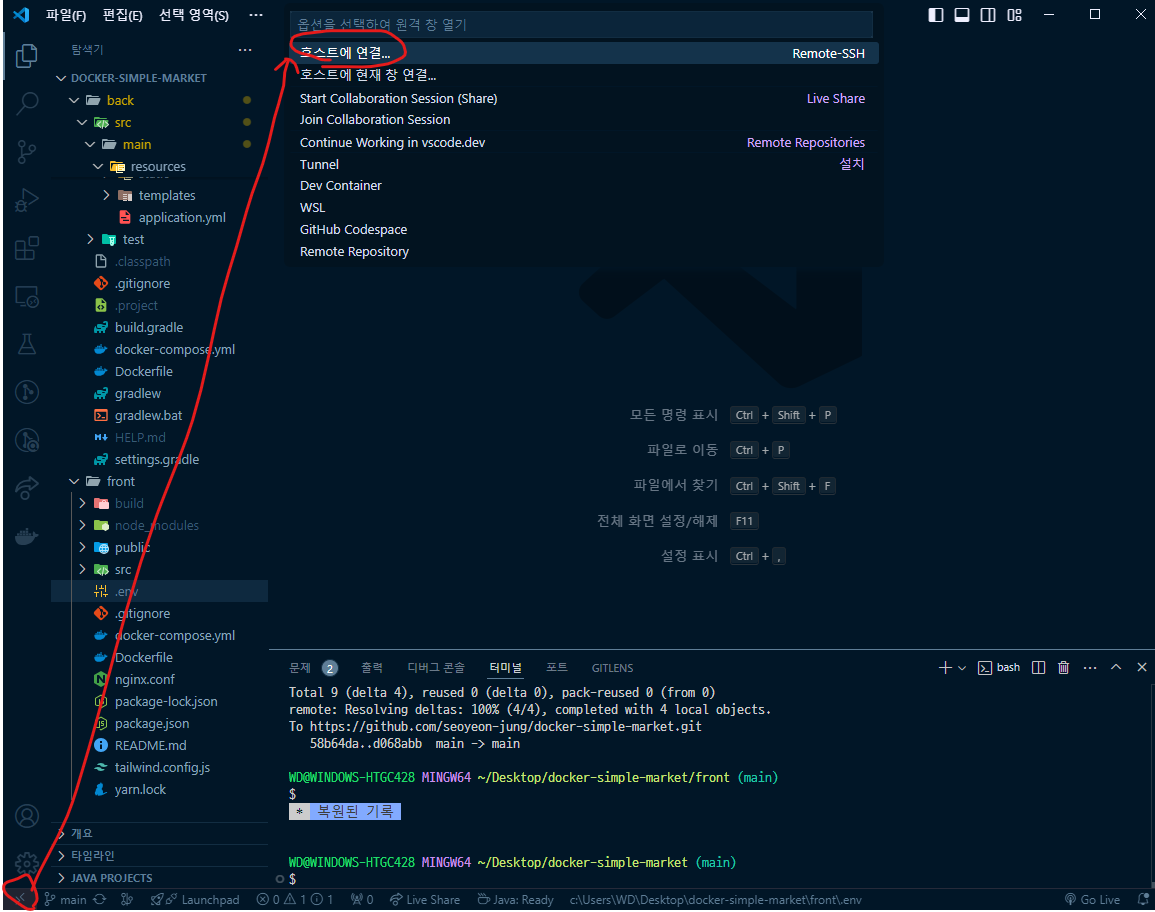 파일(F) 편집(E) 선택 영역(S) ···
옵션을 선택하여 원격 창 열기
호스트에 연결... Remote-SSH
호스트에 현재 창 연결...
Start Collaboration Session (Share) Live Share
Join Collaboration Session
Continue Working in vscode.dev Remote Repositories
Tunnel 설치
Dev Container
WSL
GitHub Codespace
Remote Repository
탐색기 ···
DOCKER-SIMPLE-MARKET
back
src
main
resources
templates
application.yml
test
.classpath
.gitignore
.project
build.gradle
docker-compose.yml
Dockerfile
gradlew
gradlew.bat
HELP.md
settings.gradle
front
build
node_modules
public
src
.env
.gitignore
docker-compose.yml
Dockerfile
nginx.conf
package-lock.json
package.json
README.md
tailwind.config.js
yarn.lock
개요
타임라인
JAVA PROJECTS
모든 명령 표시 Ctrl + Shift + P
파일로 이동 Ctrl + P
파일에서 찾기 Ctrl + Shift + F
전체 화면 설정/해제 F11
설정 표시 Ctrl + ,
문제 2 출력 디버그 콘솔 터미널 포트 GITLENS bash ···
Total 9 (delta 4), reused 0 (delta 0), pack-reused 0 (from 0)
remote: Resolving deltas: 100% (4/4), completed with 4 local objects.
To https://github.com/seoyeon-jung/docker-simple-market.git
58b64da..d068abb main -> main
WD@WINDOWS-HTGC428 MINGW64 ~/Desktop/docker-simple-market/front (main)
$
* 복원된 기록
WD@WINDOWS-HTGC428 MINGW64 ~/Desktop/docker-simple-market (main)
$
main Launchpad 0 1 1 0 Live Share Java: Ready c:\Users\WD\Desktop\docker-simple-market\front\.env Go Live